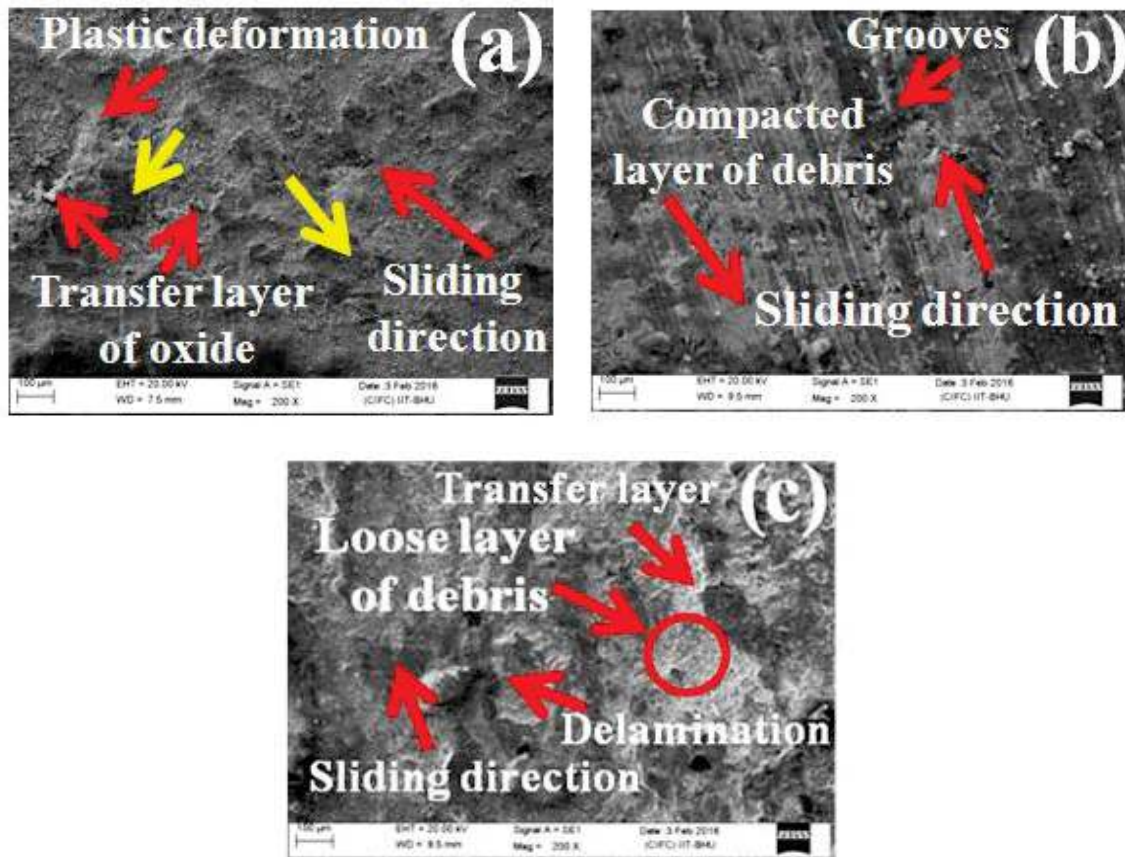 Plastic deformation
(a)
Transfer layer
of oxide
Sliding
direction
100 µm
EHT = 20.00 kV
WD = 7.5 mm
Signal A = SE1
Mag = 200 X
Date :3 Feb 2016
(CIFC) IIT-BHU
ZEISS
Grooves
(b)
Compacted
layer of debris
Sliding direction
100 µm
EHT = 20.00 kV
WD = 9.5 mm
Signal A = SE1
Mag = 200 X
Date :3 Feb 2016
(CIFC) IIT-BHU
ZEISS
Transfer layer
(c)
Loose layer
of debris
Delamination
Sliding direction
100 µm
EHT = 20.00 kV
WD = 9.5 mm
Signal A = SE1
Mag = 200 X
Date :3 Feb 2016
(CIFC) IIT-BHU
ZEISS